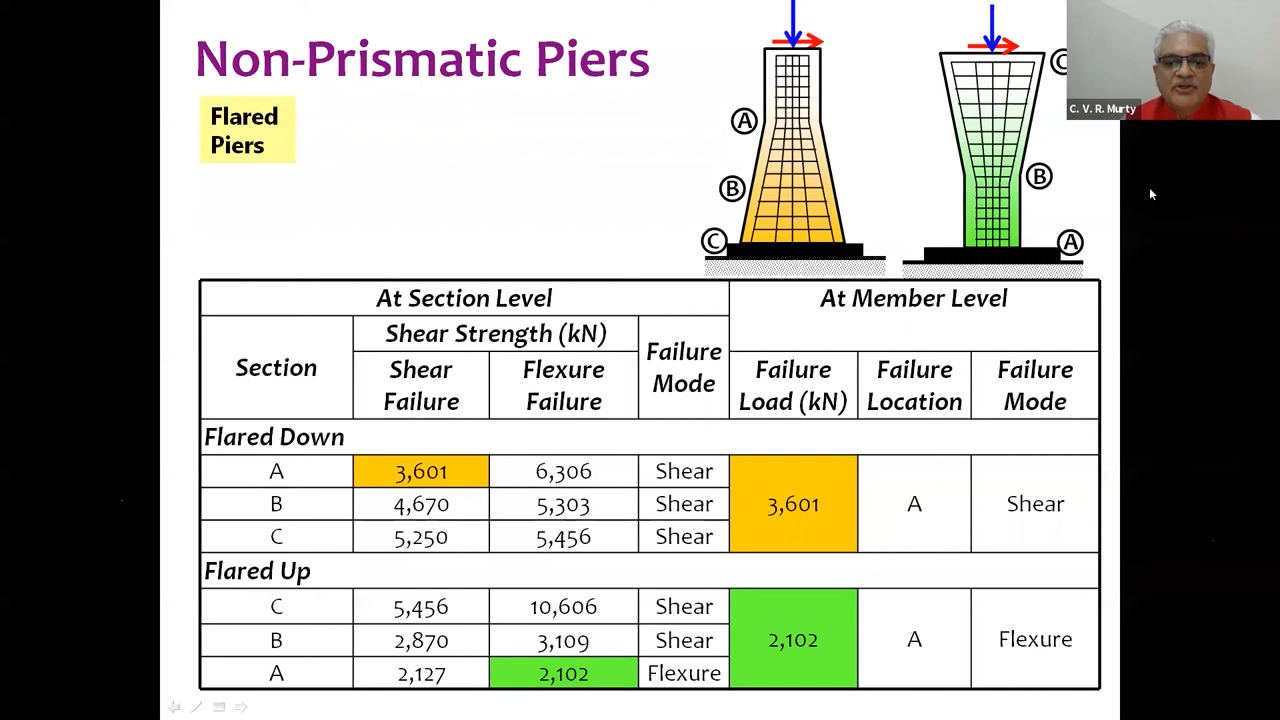 Non-Prismatic Piers
Flared
Piers
A
B
C
C
B
A
C. V. R. Murty
At Section Level
At Member Level
Section
Shear Strength (kN)
Failure
Mode
Shear
Failure
Flexure
Failure
Failure
Load (kN)
Failure
Location
Failure
Mode
Flared Down
A 3,601 6,306 Shear
B 4,670 5,303 Shear
C 5,250 5,456 Shear
3,601 A Shear
Flared Up
C 5,456 10,606 Shear
B 2,870 3,109 Shear
A 2,127 2,102 Flexure
2,102 A Flexure